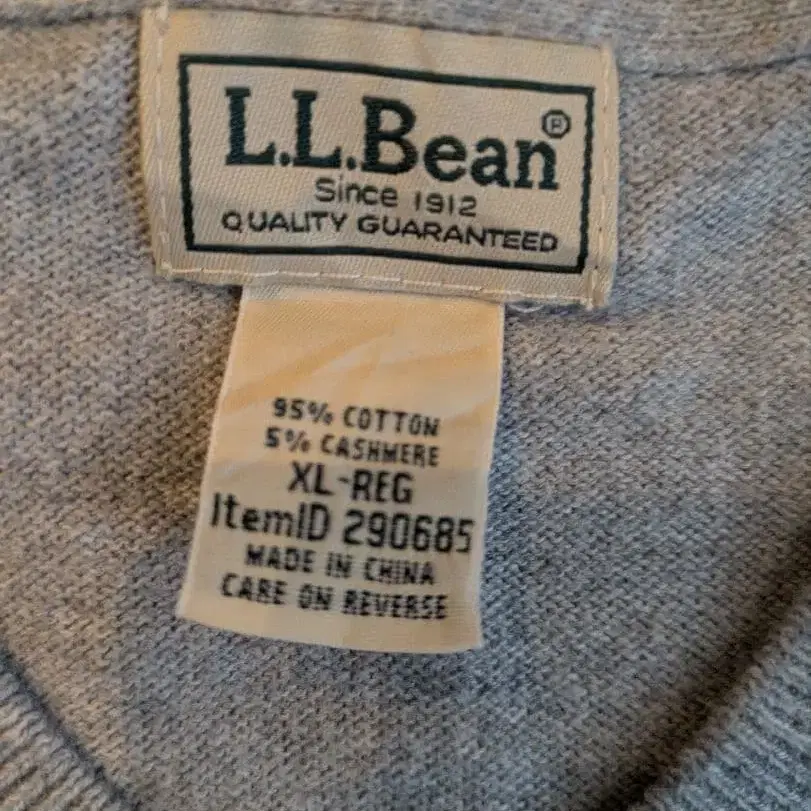 L.L.Bean®
Since 1912
QUALITY GUARANTEED
95% COTTON
5% CASHMERE
XL-REG
ItemID 290685
MADE IN CHINA
CARE ON REVERSE